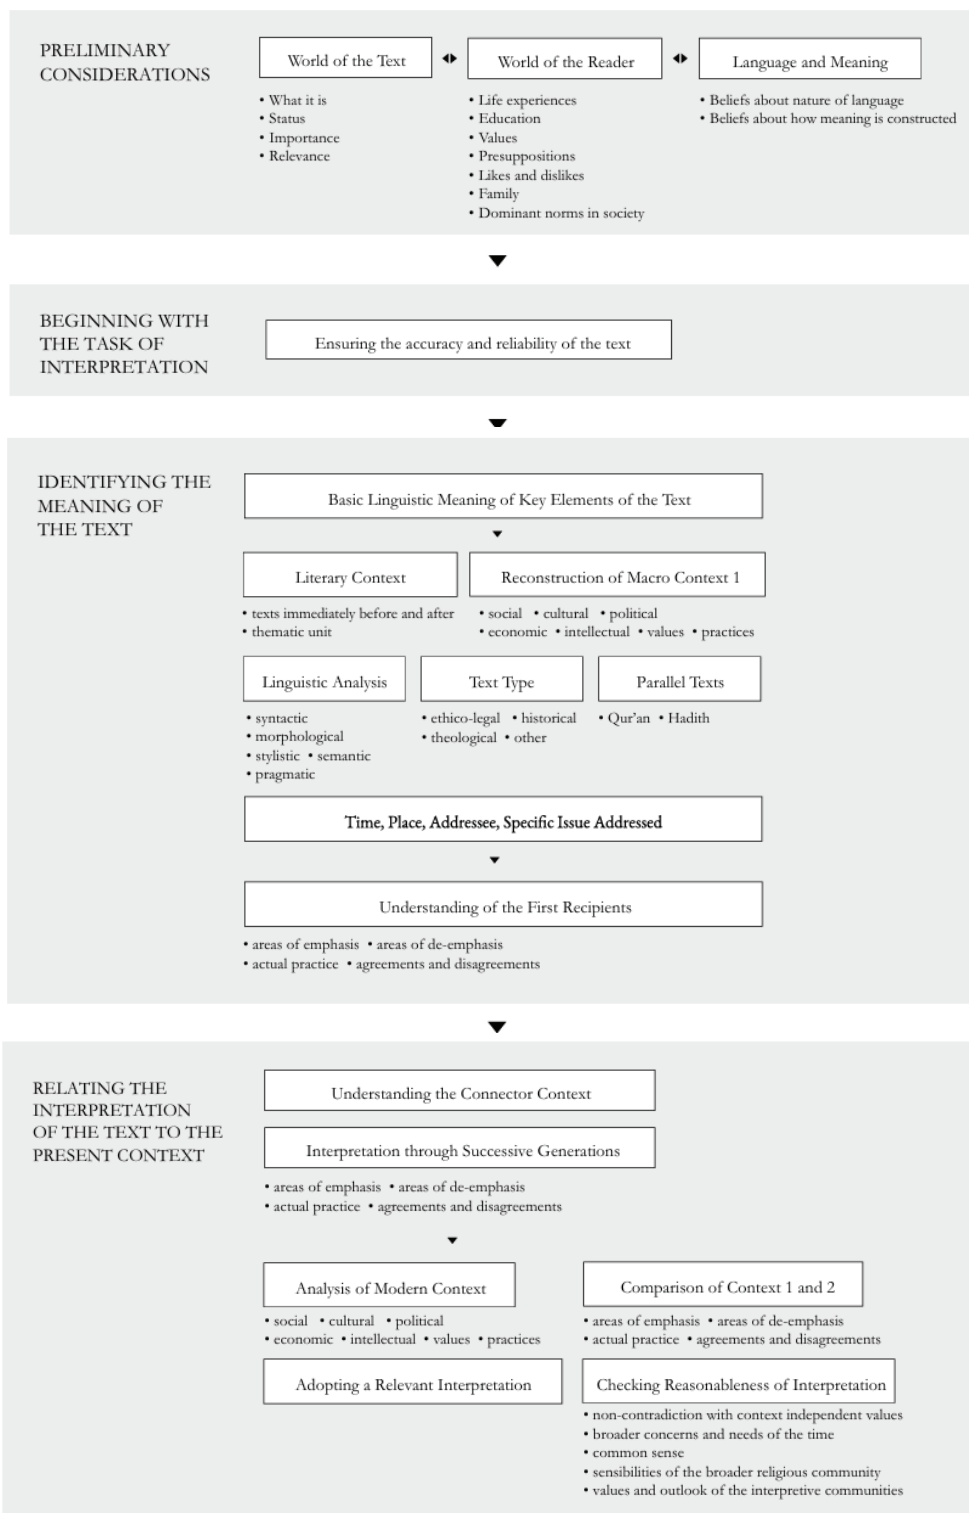 PRELIMINARY
CONSIDERATIONS
World of the Text
World of the Reader
Language and Meaning
• What it is
• Status
• Importance
• Relevance
• Life experiences
• Education
• Values
• Presuppositions
• Likes and dislikes
• Family
• Dominant norms in society
• Beliefs about nature of language
• Beliefs about how meaning is constructed
BEGINNING WITH
THE TASK OF
INTERPRETATION
Ensuring the accuracy and reliability of the text
IDENTIFYING THE
MEANING OF
THE TEXT
Basic Linguistic Meaning of Key Elements of the Text
Literary Context
• texts immediately before and after
• thematic unit
Reconstruction of Macro Context 1
• social • cultural • political
• economic • intellectual • values • practices
Linguistic Analysis
• syntactic
• morphological
• stylistic • semantic
• pragmatic
Text Type
• ethico-legal • historical
• theological • other
Parallel Texts
• Qur'an • Hadith
Time, Place, Addressee, Specific Issue Addressed
Understanding of the First Recipients
• areas of emphasis • areas of de-emphasis
• actual practice • agreements and disagreements
RELATING THE
INTERPRETATION
OF THE TEXT TO THE
PRESENT CONTEXT
Understanding the Connector Context
Interpretation through Successive Generations
• areas of emphasis • areas of de-emphasis
• actual practice • agreements and disagreements
Analysis of Modern Context
• social • cultural • political
• economic • intellectual • values • practices
Comparison of Context 1 and 2
• areas of emphasis • areas of de-emphasis
• actual practice • agreements and disagreements
Adopting a Relevant Interpretation
Checking Reasonableness of Interpretation
• non-contradiction with context independent values
• broader concerns and needs of the time
• common sense
• sensibilities of the broader religious community
• values and outlook of the interpretive communities